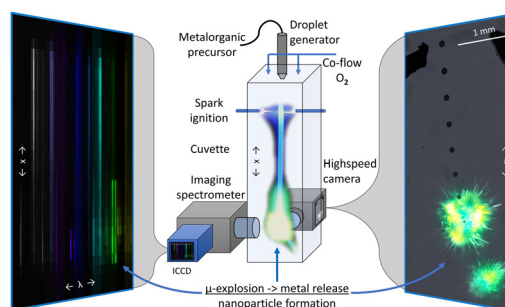 Droplet
generator
Metalorganic
precursor
Co-flow
O2
1 mm
Spark
ignition
Cuvette
< x >
< x >
< x >
Imaging
spectrometer
Highspeed
camera
ICCD
< λ >
μ-explosion -> metal release
nanoparticle formation